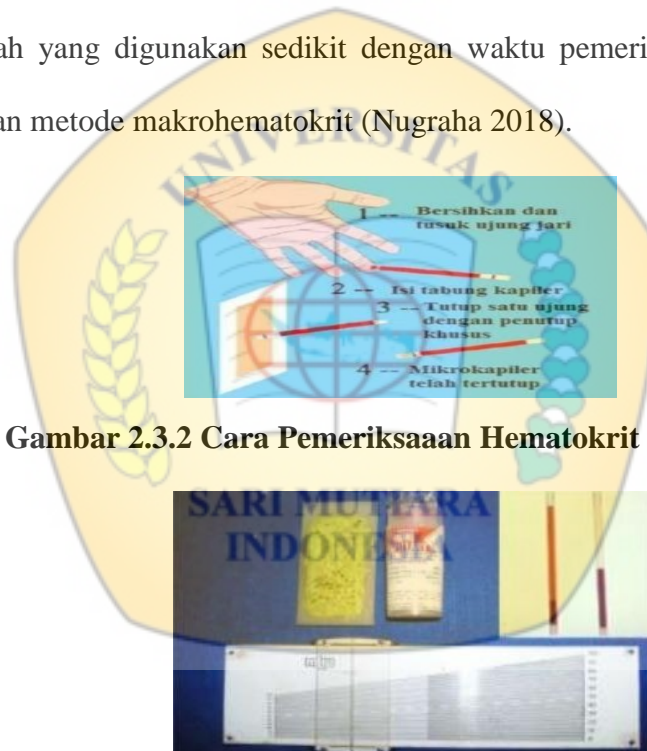 ah yang digunakan sedikit dengan waktu pemeri
an metode makrohematokrit (Nugraha 2018).
UNIVERSITAS
1 -- Bersihkan dan
tusuk ujung jari
2 -- Isi tabung kapiler
3 -- Tutup satu ujung
dengan penutup
khusus
4 -- Mikrokapiler
telah tertutup
Gambar 2.3.2 Cara Pemeriksaaan Hematokrit
SARI MUTIARA
INDONESIA